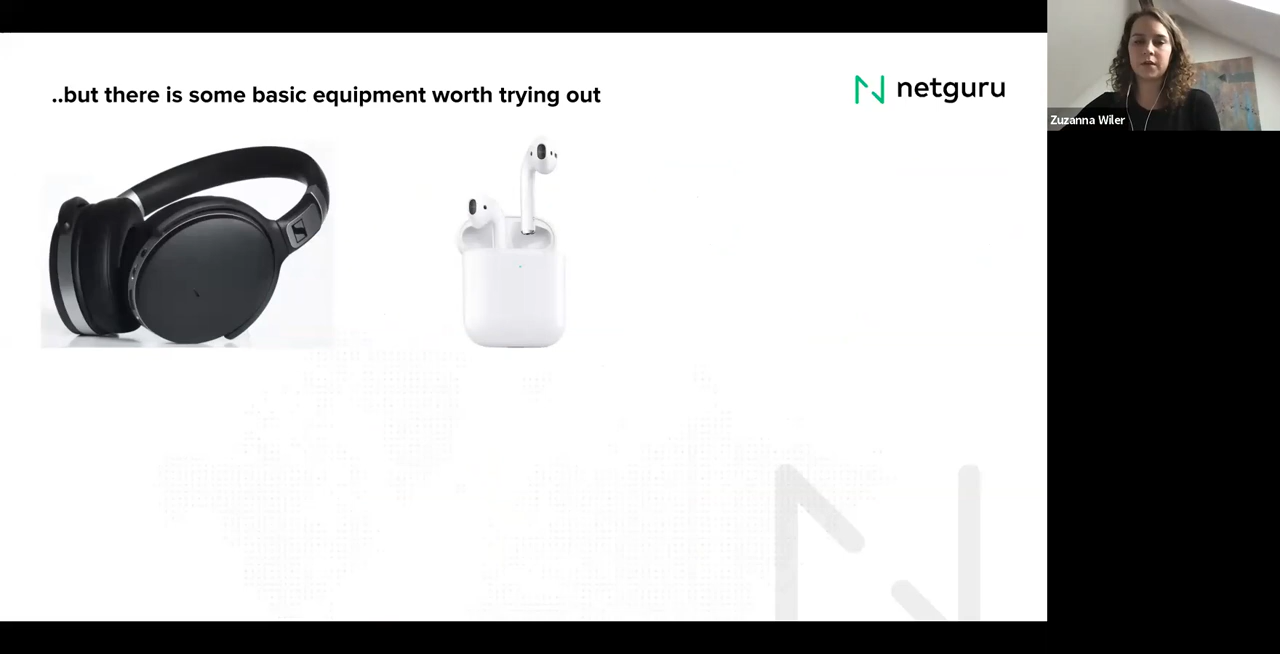 ..but there is some basic equipment worth trying out
netguru
Zuzanna Wiler